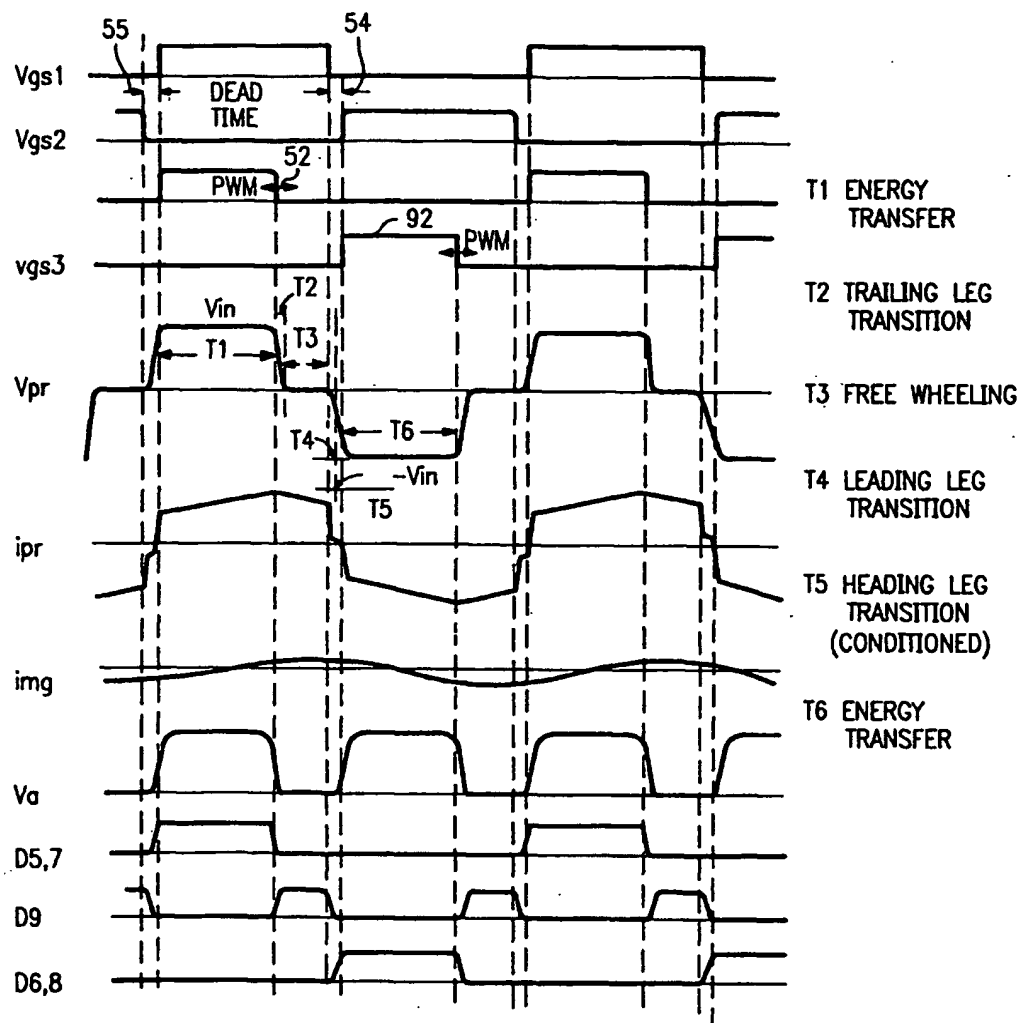 55
54
Vgs1
DEAD
TIME
Vgs2
52
PWM
T1 ENERGY
TRANSFER
92
PWM
vgs3
T2
T2 TRAILING LEG
TRANSITION
Vin
T3
T1
Vpr
T3 FREE WHEELING
T6
T4
-Vin
T4 LEADING LEG
TRANSITION
T5
ipr
T5 HEADING LEG
TRANSITION
(CONDITIONED)
img
T6 ENERGY
TRANSFER
Va
D5,7
D9
D6,8